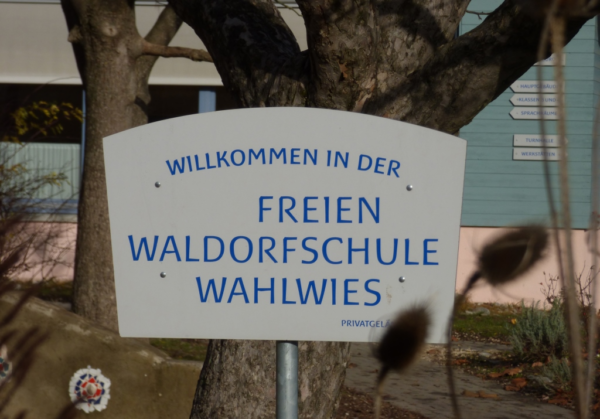 WILLKOMMEN IN DER
FREIEN
WALDORFSCHULE
WAHLWIES